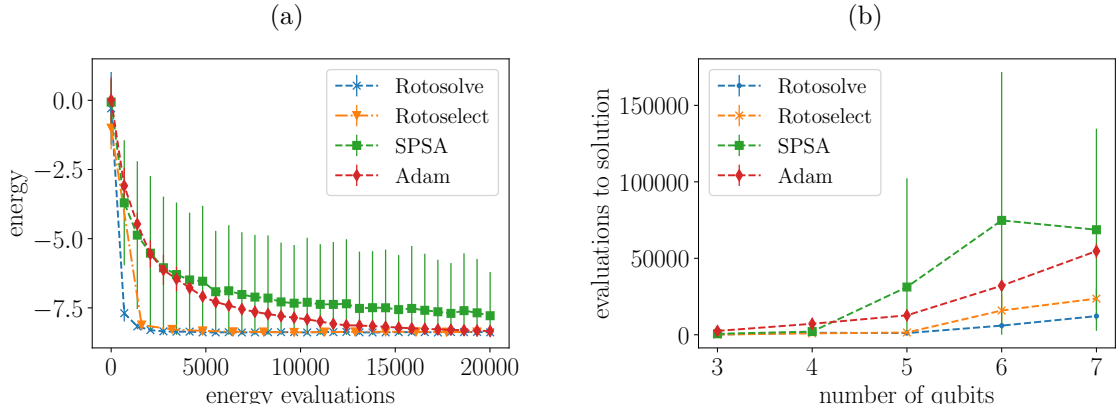 (a)
energy
0.0
−2.5
−5.0
−7.5
0
5000
10000
15000
20000
energy evaluations
Rotosolve
Rotoselect
SPSA
Adam
(b)
evaluations to solution
150000
100000
50000
0
3
4
5
6
7
number of qubits
Rotosolve
Rotoselect
SPSA
Adam